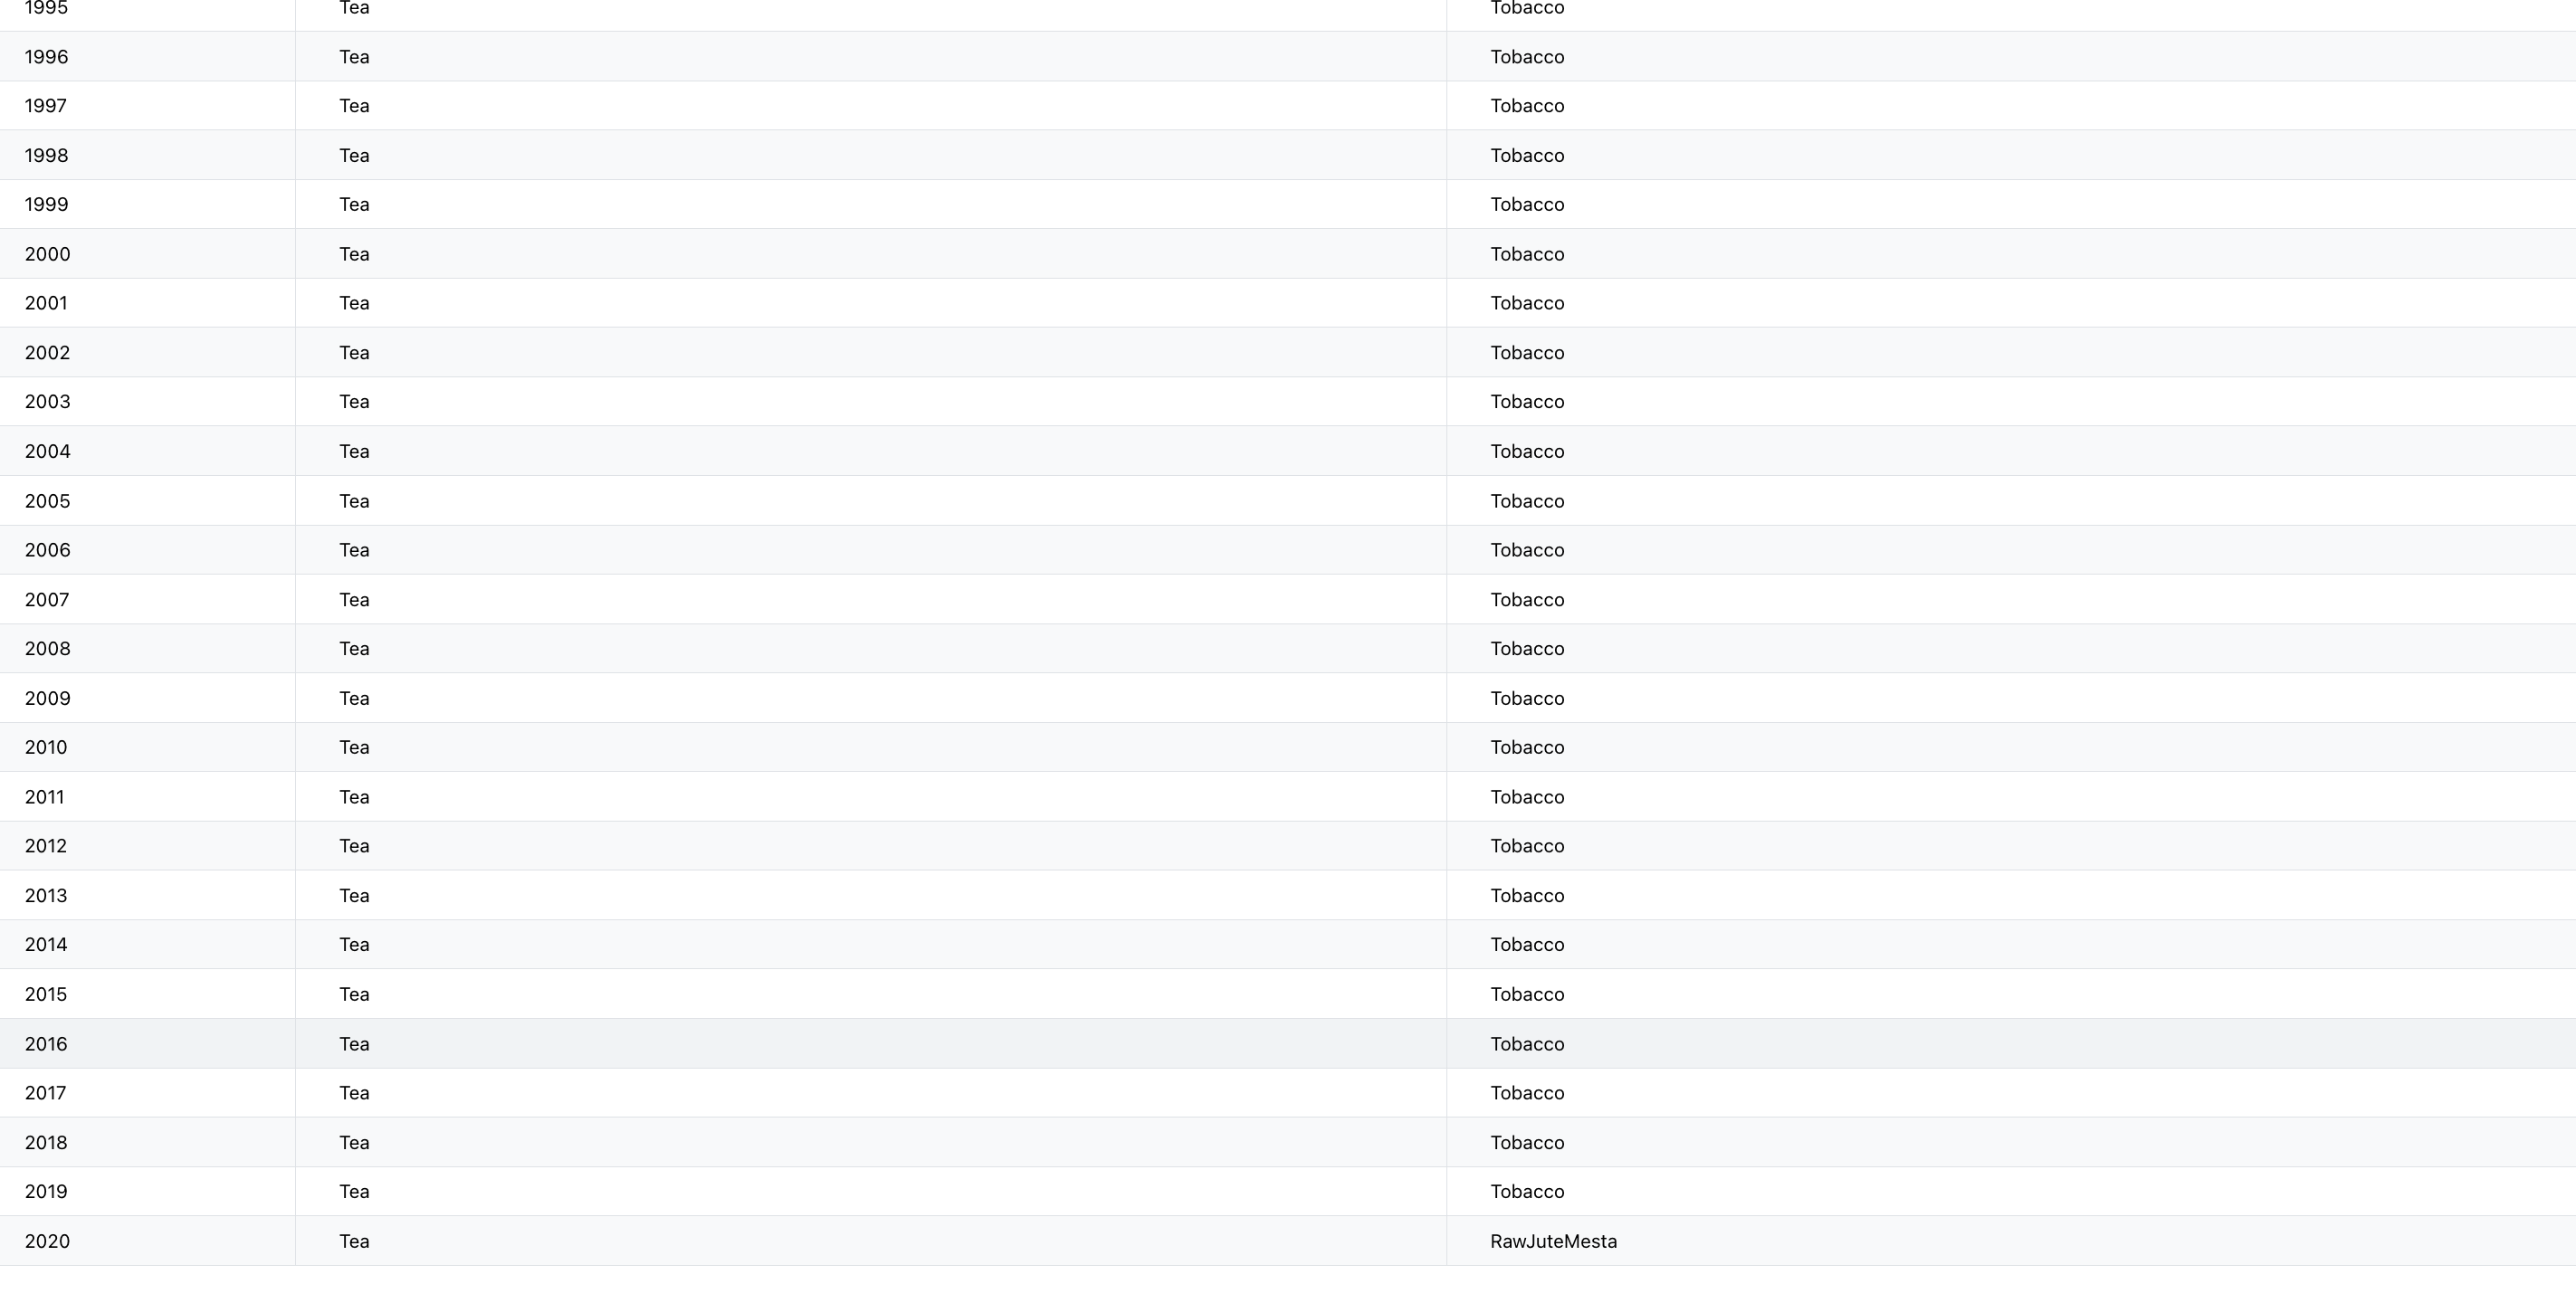 1995 Tea Tobacco
1996 Tea Tobacco
1997 Tea Tobacco
1998 Tea Tobacco
1999 Tea Tobacco
2000 Tea Tobacco
2001 Tea Tobacco
2002 Tea Tobacco
2003 Tea Tobacco
2004 Tea Tobacco
2005 Tea Tobacco
2006 Tea Tobacco
2007 Tea Tobacco
2008 Tea Tobacco
2009 Tea Tobacco
2010 Tea Tobacco
2011 Tea Tobacco
2012 Tea Tobacco
2013 Tea Tobacco
2014 Tea Tobacco
2015 Tea Tobacco
2016 Tea Tobacco
2017 Tea Tobacco
2018 Tea Tobacco
2019 Tea Tobacco
2020 Tea RawJuteMesta